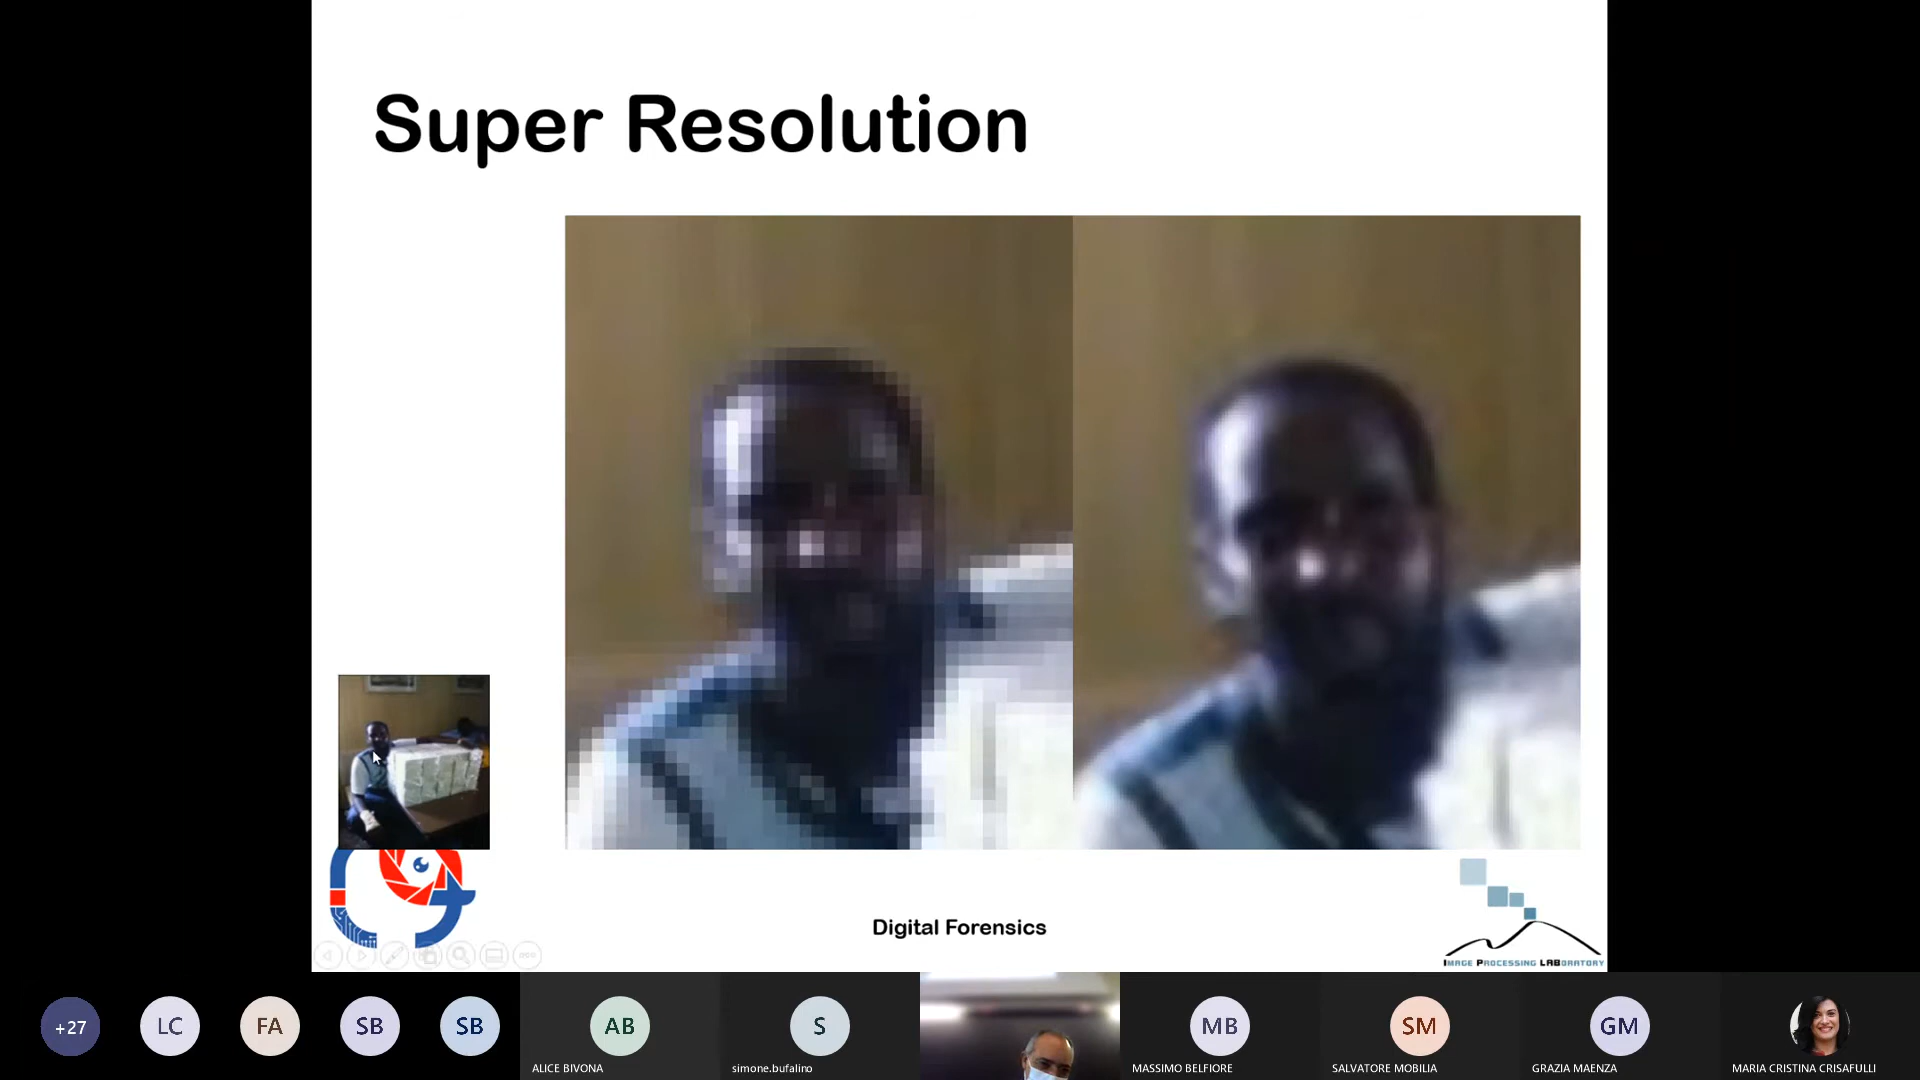 Super Resolution
Digital Forensics
IMAGE PROCESSING LABORATORY
+27
LC
FA
SB
SB
AB
S
MB
SM
GM
ALICE BIVONA
simone.bufalino
MASSIMO BELFIORE
SALVATORE MOBILIA
GRAZIA MAENZA
MARIA CRISTINA CRISAFULLI